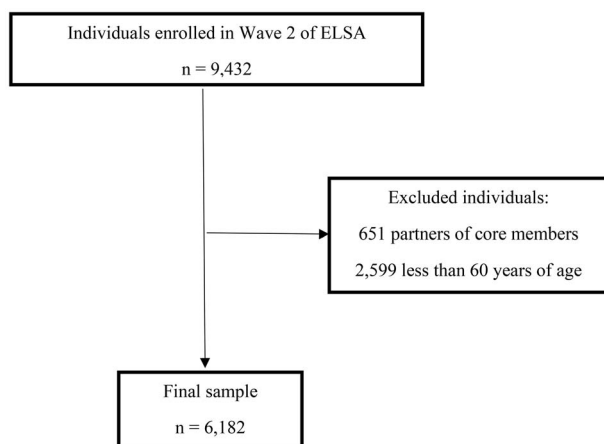 Individuals enrolled in Wave 2 of ELSA
n = 9,432
Excluded individuals:
651 partners of core members
2,599 less than 60 years of age
Final sample
n = 6,182